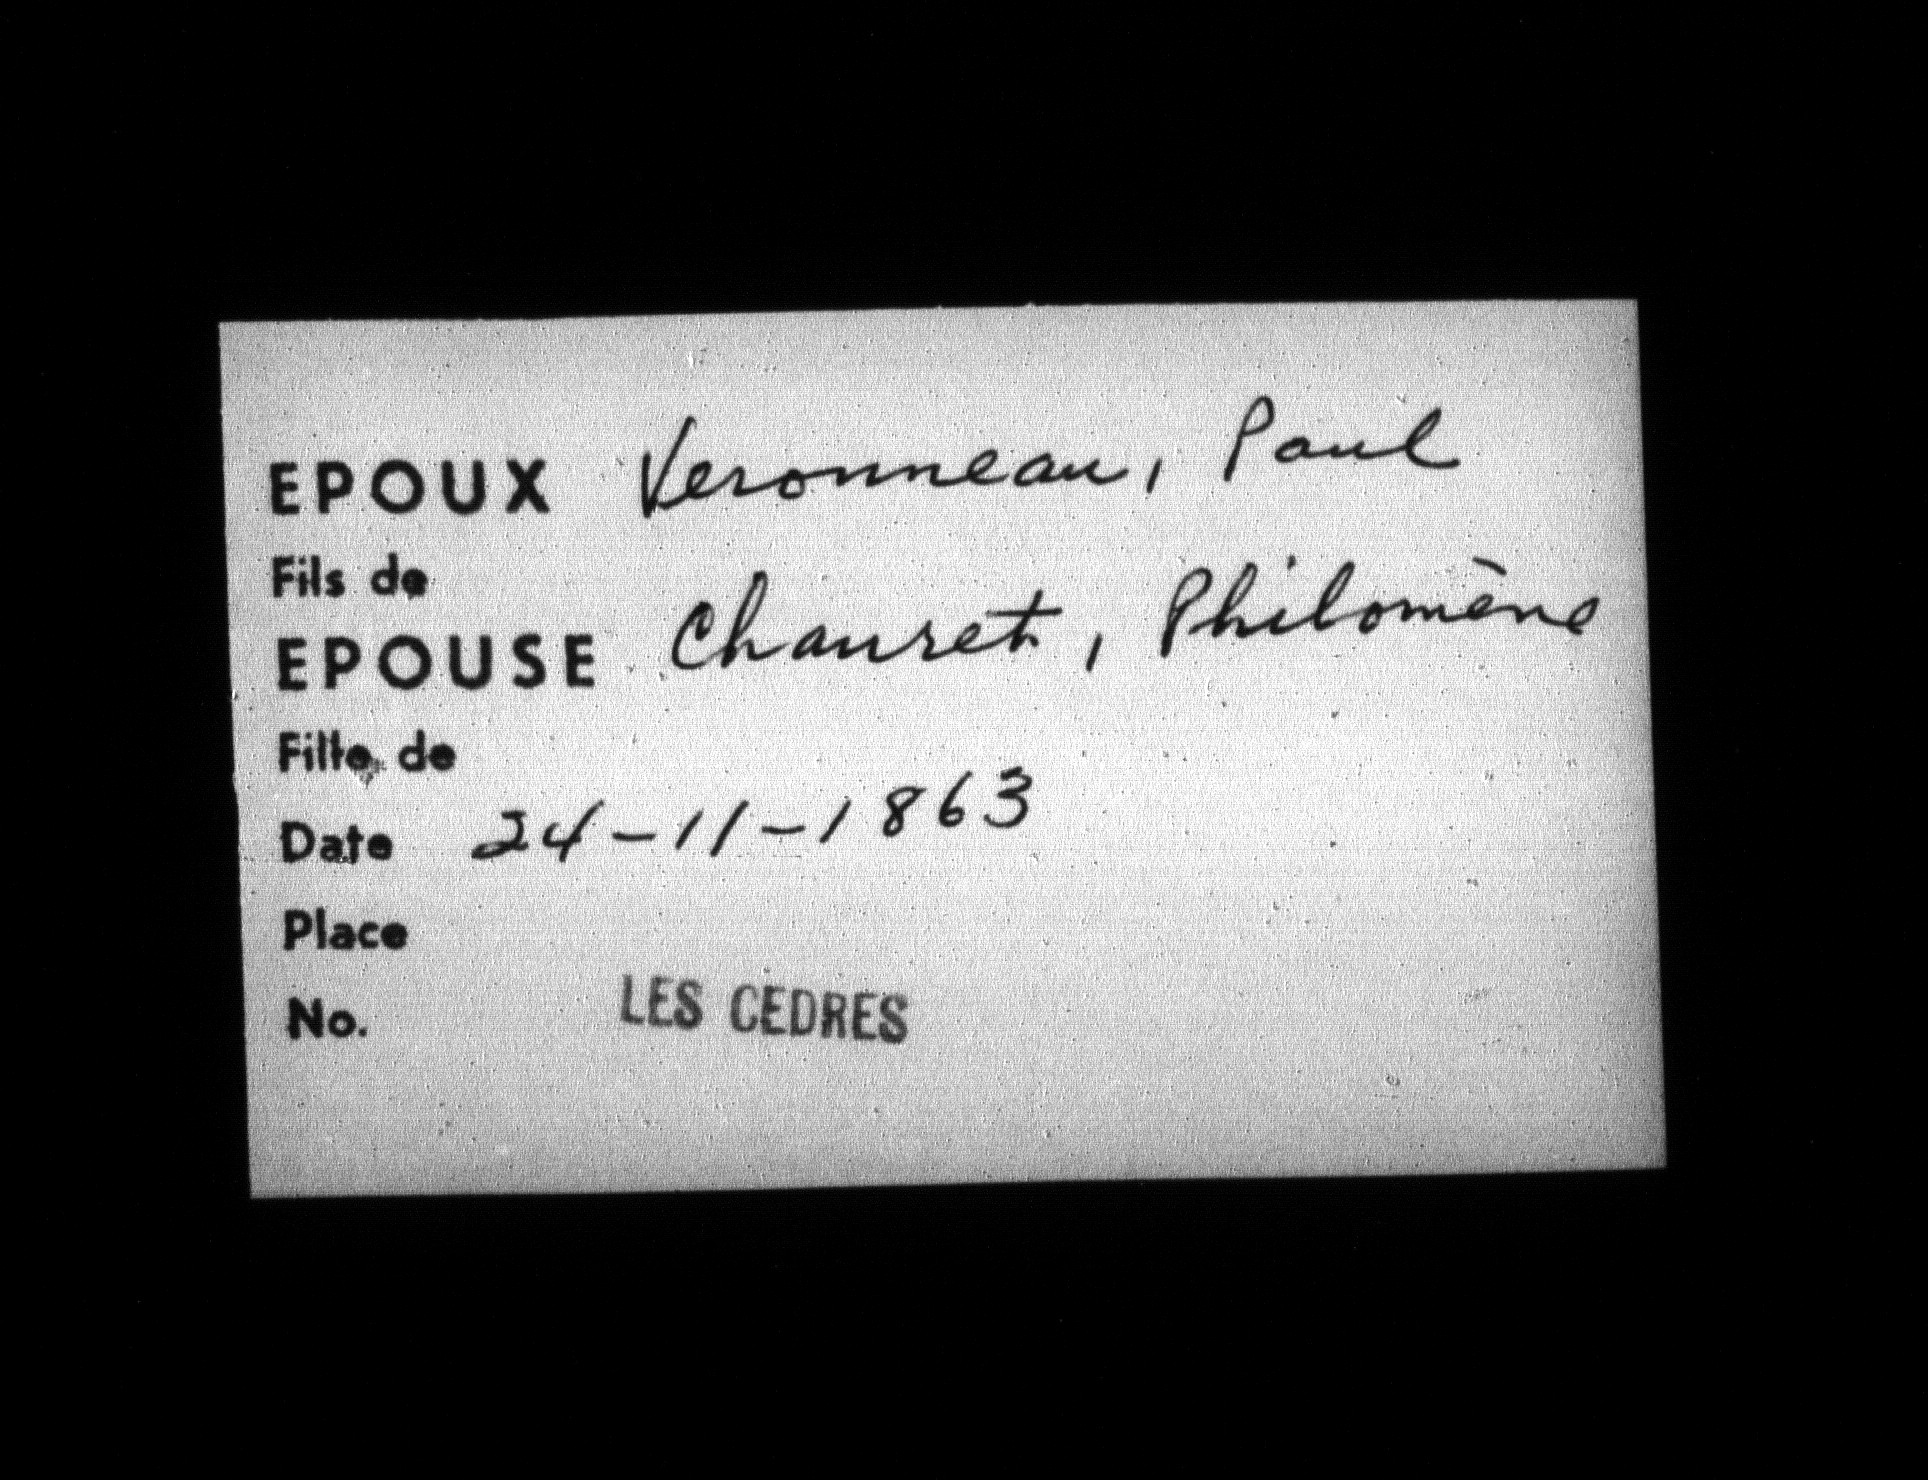 EPOUX Veronneau, Paul
Fils de
EPOUSE Chauret, Philomène
Fille de
Date 24-11-1863
Place
No. LES CEDRES